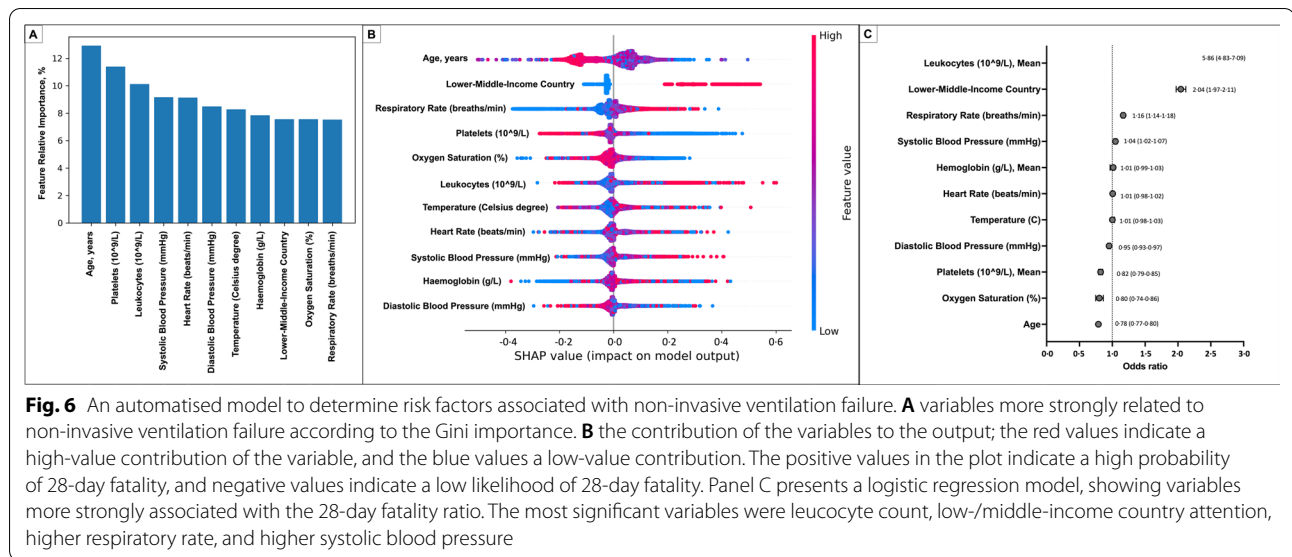 A
Feature Relative Importance, %
12
10
8
6
4
2
0
Age, years
Platelets (10^9/L)
Leukocytes (10^9/L)
Systolic Blood Pressure (mmHg)
Heart Rate (beats/min)
Diastolic Blood Pressure (mmHg)
Temperature (Celsius degree)
Haemoglobin (g/L)
Lower-Middle-Income Country
Oxygen Saturation (%)
Respiratory Rate (breaths/min)
B
Age, years
Lower-Middle-Income Country
Respiratory Rate (breaths/min)
Platelets (10^9/L)
Oxygen Saturation (%)
Leukocytes (10^9/L)
Temperature (Celsius degree)
Heart Rate (beats/min)
Systolic Blood Pressure (mmHg)
Haemoglobin (g/L)
Diastolic Blood Pressure (mmHg)
-0·4 -0·2 0·0 0·2 0·4 0·6
SHAP value (impact on model output)
High
Feature value
Low
C
Leukocytes (10^9/L), Mean 5·86 (4·83-7·09)
Lower-Middle-Income Country 2·04 (1·97-2·11)
Respiratory Rate (breaths/min) 1·16 (1·14-1·18)
Systolic Blood Pressure (mmHg) 1·04 (1·02-1·07)
Hemoglobin (g/L), Mean 1·01 (0·99-1·03)
Heart Rate (beats/min) 1·01 (0·98-1·02)
Temperature (C) 1·01 (0·98-1·03)
Diastolic Blood Pressure (mmHg) 0·95 (0·93-0·97)
Platelets (10^9/L), Mean 0·82 (0·79-0·85)
Oxygen Saturation (%) 0·80 (0·74-0·86)
Age 0·78 (0·77-0·80)
0·0 0·5 1·0 1·5 2·0 2·5 3·0
Odds ratio
Fig. 6 An automatised model to determine risk factors associated with non-invasive ventilation failure. A variables more strongly related to
non-invasive ventilation failure according to the Gini importance. B the contribution of the variables to the output; the red values indicate a
high-value contribution of the variable, and the blue values a low-value contribution. The positive values in the plot indicate a high probability
of 28-day fatality, and negative values indicate a low likelihood of 28-day fatality. Panel C presents a logistic regression model, showing variables
more strongly associated with the 28-day fatality ratio. The most significant variables were leucocyte count, low-/middle-income country attention,
higher respiratory rate, and higher systolic blood pressure